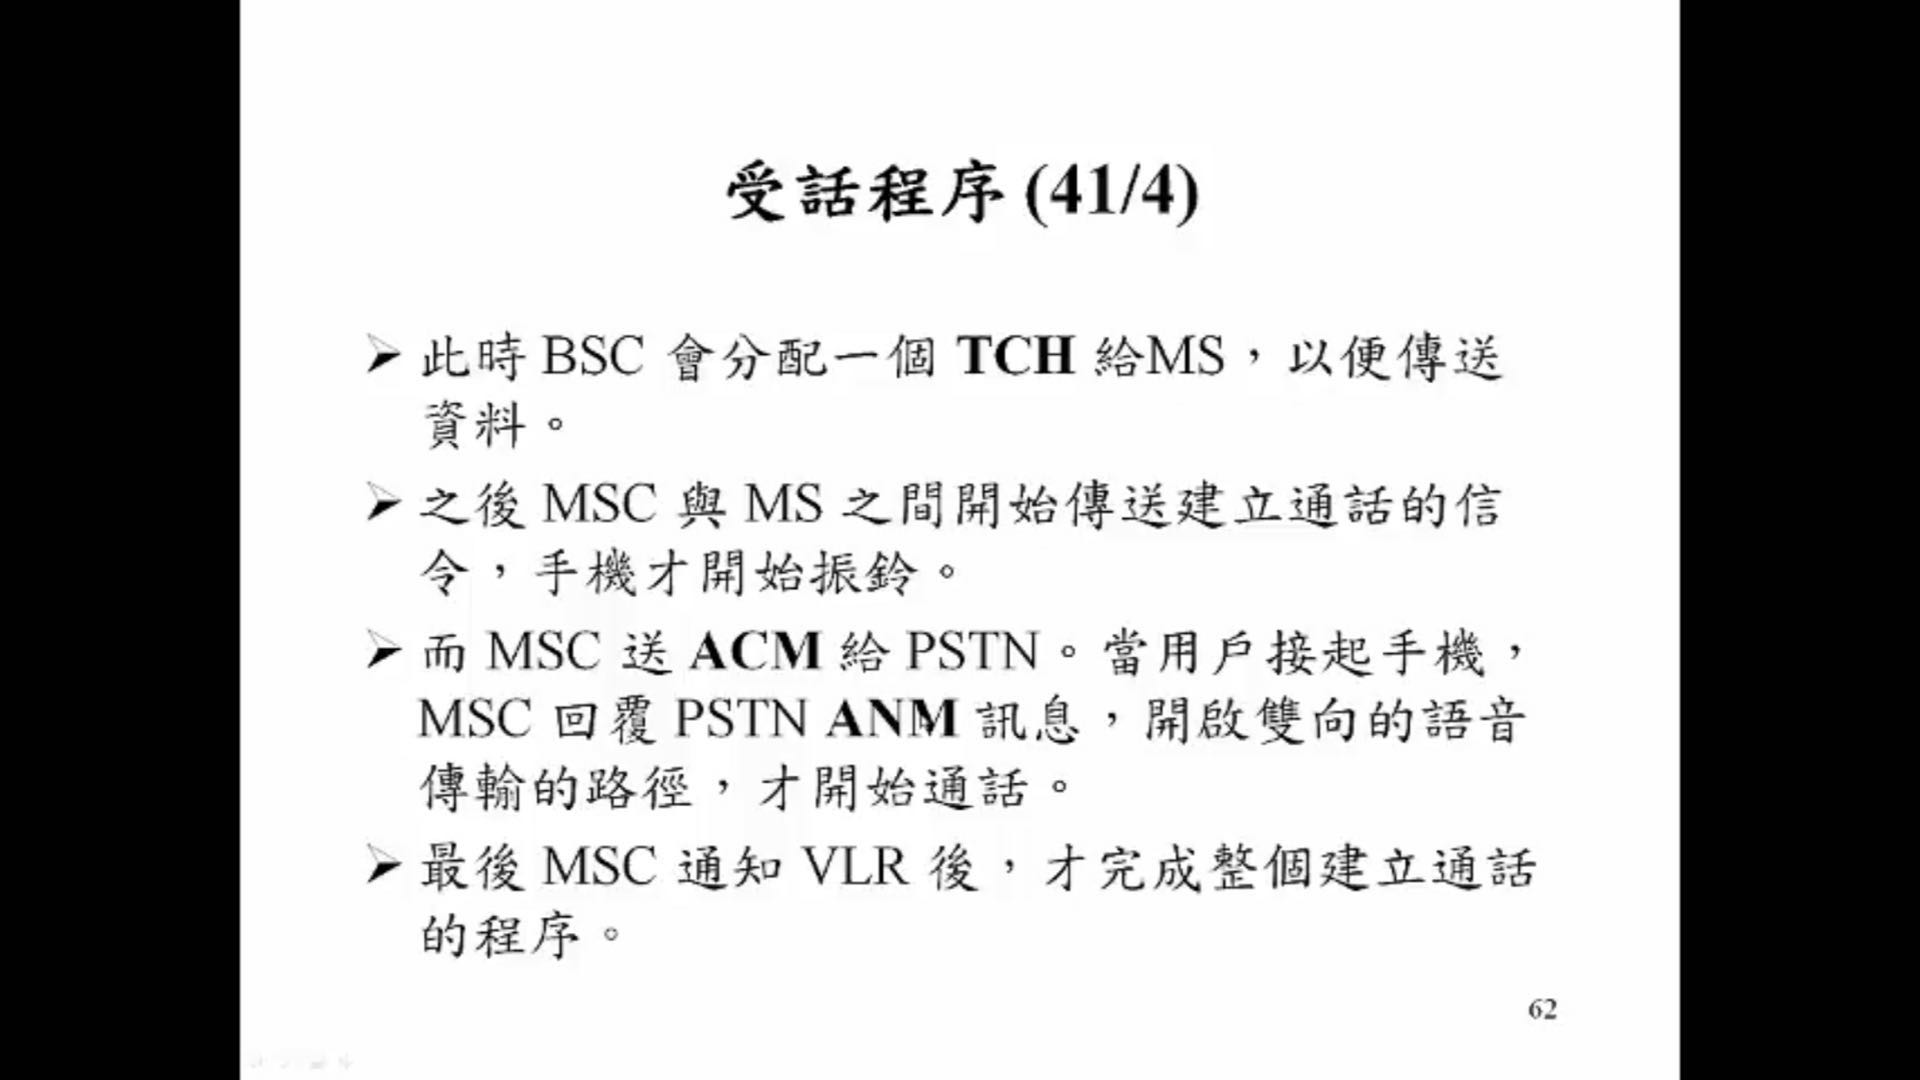 受話程序 (41/4)
➢ 此時 BSC 會分配一個 TCH 給MS，以便傳送
資料。
➢ 之後 MSC 與 MS 之間開始傳送建立通話的信
令，手機才開始振鈴。
➢ 而 MSC 送 ACM 給 PSTN。當用戶接起手機，
MSC 回覆 PSTN ANM 訊息，開啟雙向的語音
傳輸的路徑，才開始通話。
➢ 最後 MSC 通知 VLR 後，才完成整個建立通話
的程序。
62